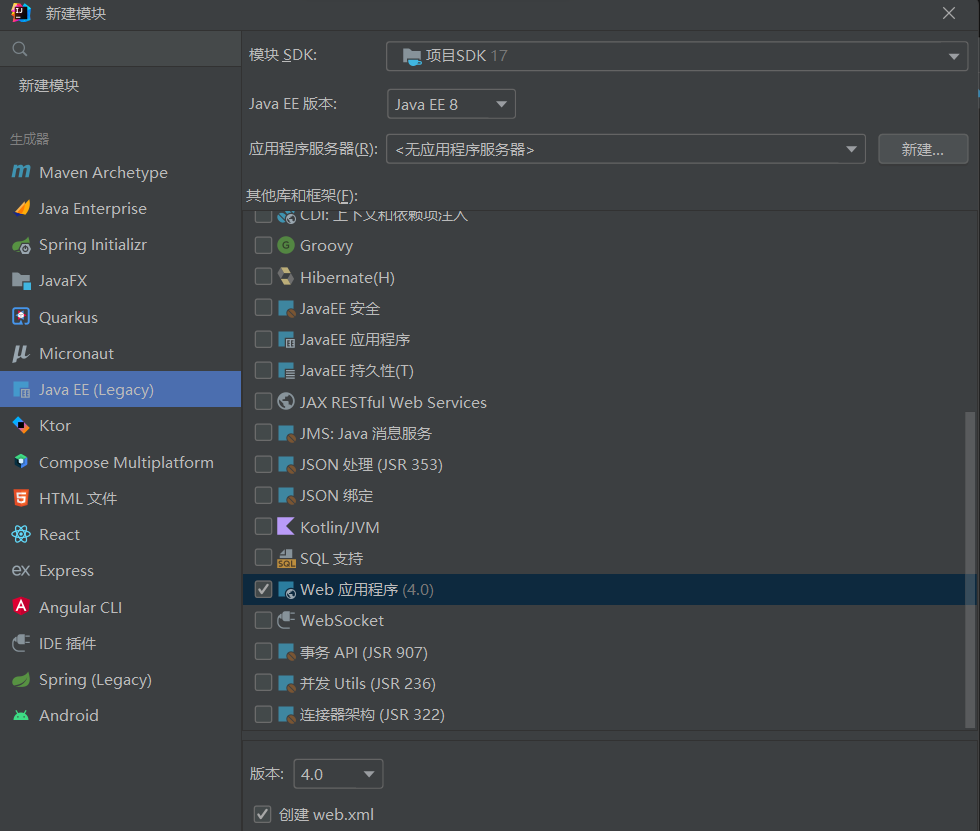 新建模块
新建模块
生成器
Maven Archetype
Java Enterprise
Spring Initializr
JavaFX
Quarkus
Micronaut
Java EE (Legacy)
Ktor
Compose Multiplatform
HTML 文件
React
Express
Angular CLI
IDE 插件
Spring (Legacy)
Android
模块 SDK:
项目SDK 17
Java EE 版本:
Java EE 8
应用程序服务器(R):
<无应用程序服务器>
新建...
其他库和框架(F):
CDI: 上下文和依赖项注入
Groovy
Hibernate(H)
JavaEE 安全
JavaEE 应用程序
JavaEE 持久性(T)
JAX RESTful Web Services
JMS: Java 消息服务
JSON 处理 (JSR 353)
JSON 绑定
Kotlin/JVM
SQL 支持
Web 应用程序 (4.0)
WebSocket
事务 API (JSR 907)
并发 Utils (JSR 236)
连接器架构 (JSR 322)
版本:
4.0
创建 web.xml